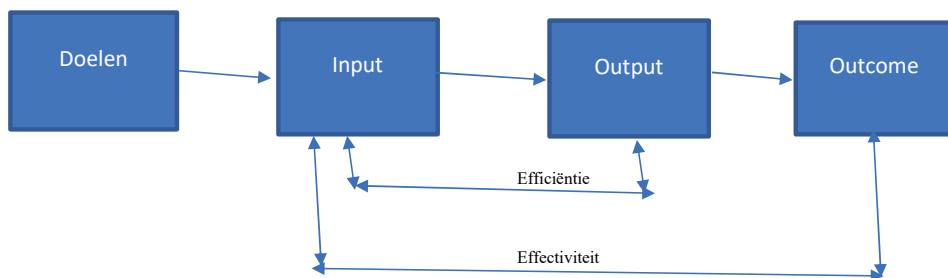 Doelen
Input
Output
Outcome
Efficiëntie
Effectiviteit